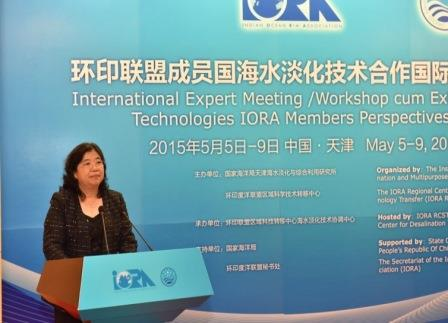 IORA
INDIAN OCEAN RIM ASSOCIATION
环印联盟成员国海水淡化技术合作国际
International Expert Meeting /Workshop cum Ex
Technologies IORA Members Perspectives
2015年5月5日-9日 中国·天津 May 5-9, 20
主办单位：国家海洋局天津海水淡化与综合利用研究所
Organized by: The Ins
nation and Multipurpose
环印度洋联盟区域科学技术转移中心
The IORA Regional Cent
nology Transfer (IORA R
承办单位：环印联盟区域科技转移中心海水淡化技术协调中心
Hosted by: IORA RCST
Center for Desalination
支持单位：国家海洋局
Supported by: State O
People's Republic Of Chi
环印度洋联盟秘书处
The Secretariat of the In
ciation (IORA)
IORA